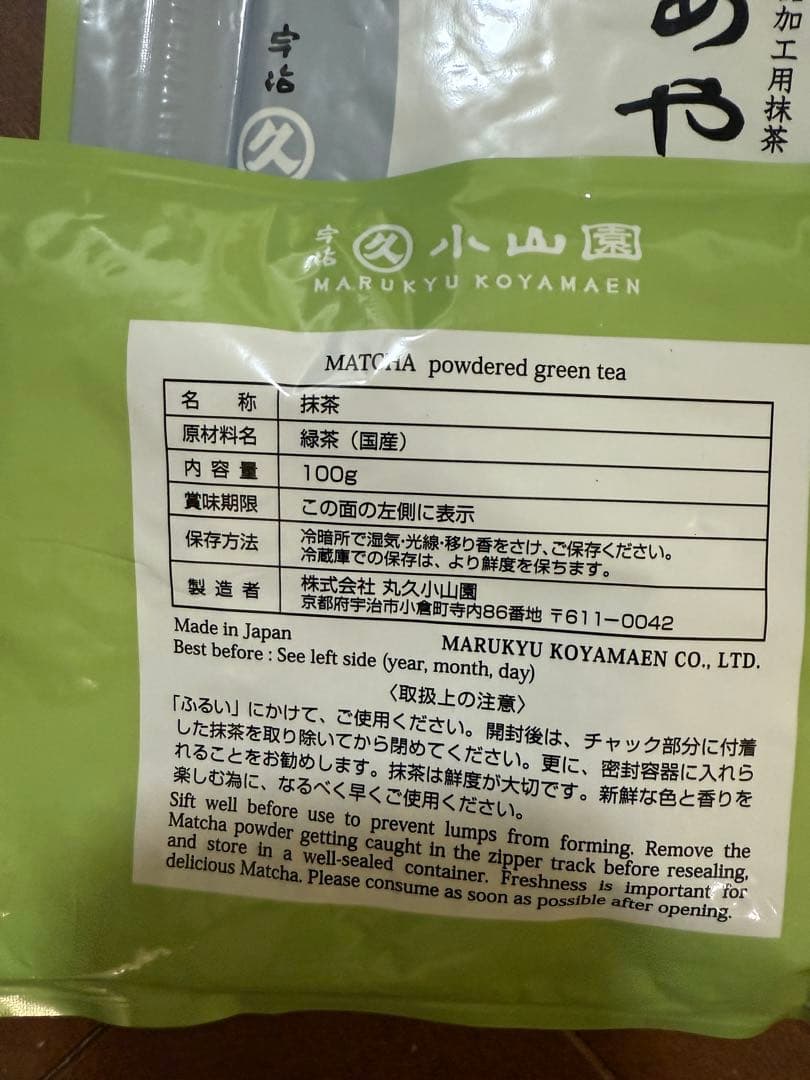 品加工用抹茶
あや
宇治
久
宇治 久 小山園
MARUKYU KOYAMAEN
MATCHA powdered green tea
名 称 抹茶
原材料名 緑茶（国産）
内容量 100g
賞味期限 この面の左側に表示
保存方法 冷暗所で湿気・光線・移り香をさけ、ご保存ください。
冷蔵庫での保存は、より鮮度を保ちます。
製造者 株式会社 丸久小山園
京都府宇治市小倉町寺内86番地 〒611-0042
Made in Japan
MARUKYU KOYAMAEN CO., LTD.
Best before : See left side (year, month, day)
〈取扱上の注意〉
「ふるい」にかけて、ご使用ください。開封後は、チャック部分に付着
した抹茶を取り除いてから閉めてください。更に、密封容器に入れら
れることをお勧めします。抹茶は鮮度が大切です。新鮮な色と香りを
楽しむ為に、なるべく早くご使用ください。
Sift well before use to prevent lumps from forming. Remove the
Matcha powder getting caught in the zipper track before resealing,
and store in a well-sealed container. Freshness is important for
delicious Matcha. Please consume as soon as possible after opening.